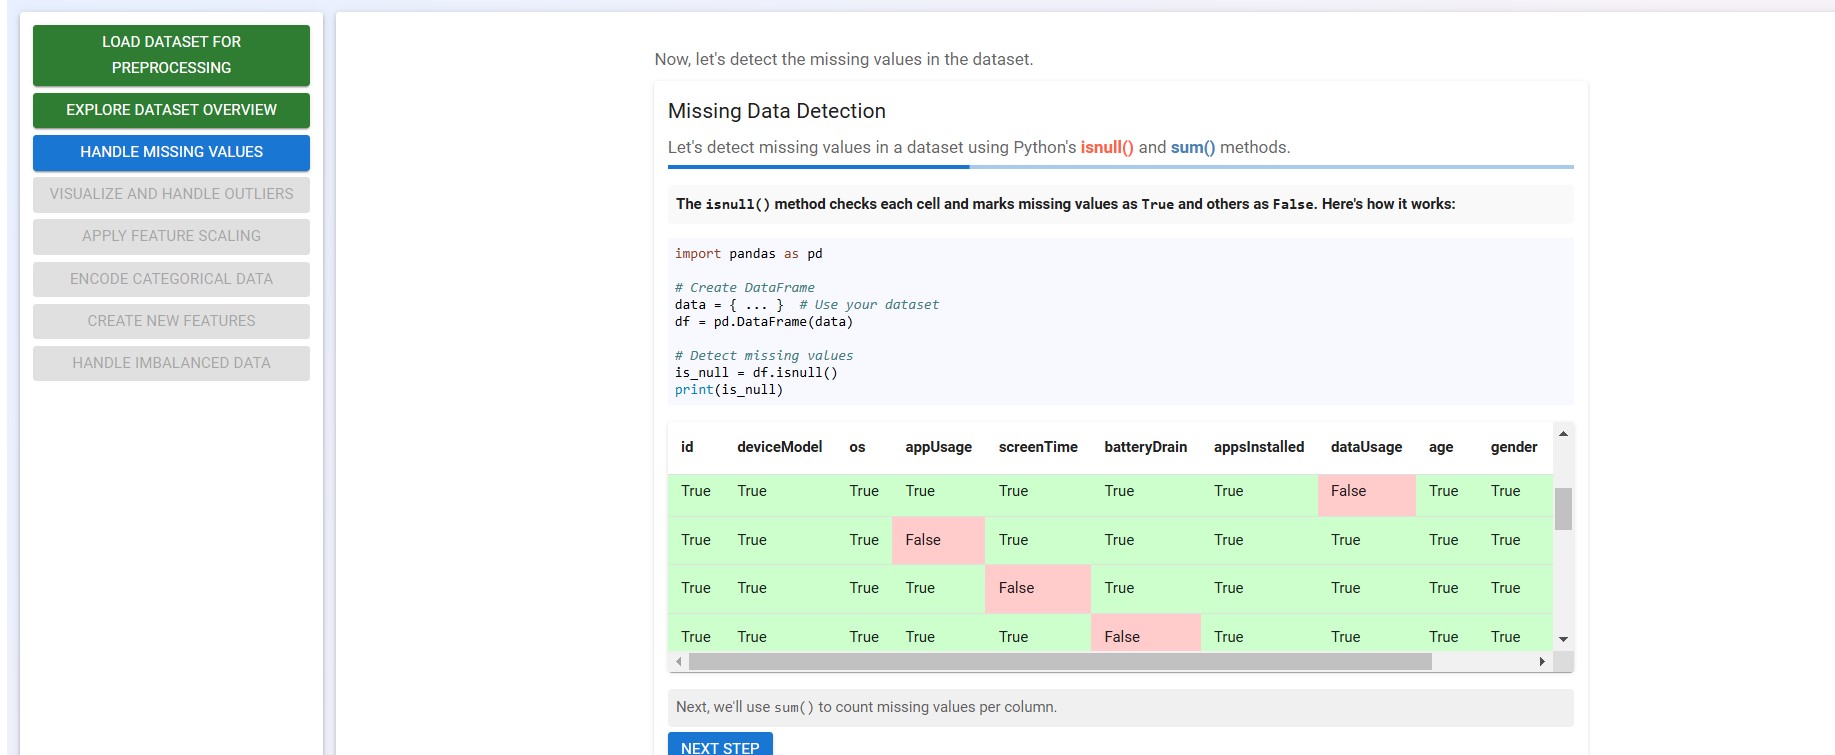 LOAD DATASET FOR
PREPROCESSING
EXPLORE DATASET OVERVIEW
HANDLE MISSING VALUES
VISUALIZE AND HANDLE OUTLIERS
APPLY FEATURE SCALING
ENCODE CATEGORICAL DATA
CREATE NEW FEATURES
HANDLE IMBALANCED DATA
Now, let's detect the missing values in the dataset.
Missing Data Detection
Let's detect missing values in a dataset using Python's isnull() and sum() methods.
The isnull() method checks each cell and marks missing values as True and others as False. Here's how it works:
import pandas as pd
# Create DataFrame
data = { ... }  # Use your dataset
df = pd.DataFrame(data)
# Detect missing values
is_null = df.isnull()
print(is_null)
id deviceModel os appUsage screenTime batteryDrain appsInstalled dataUsage age gender
True True True True True True True False True True
True True True False True True True True True True
True True True True False True True True True True
True True True True True False True True True True
Next, we'll use sum() to count missing values per column.
NEXT STEP